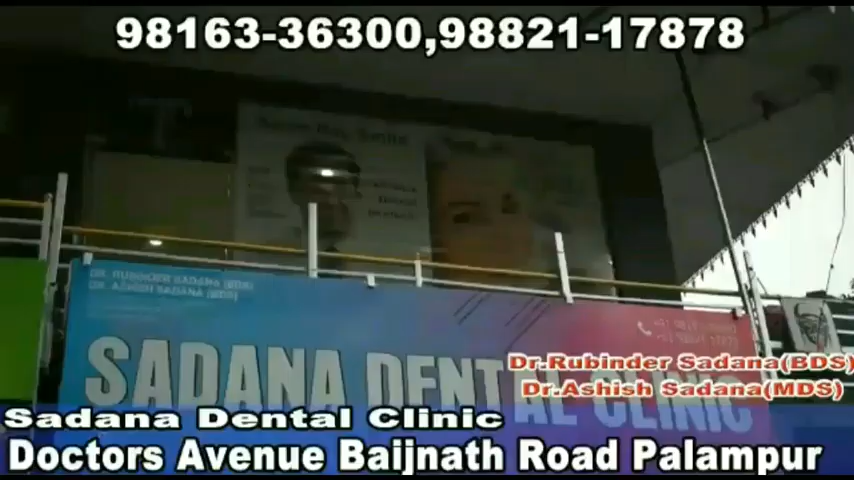 98163-36300,98821-17878
DR. RUBINDER SADANA (BDS)
DR. ASHISH SADANA
SADANA DENTAL CLINIC
Dr.Rubinder Sadana(BDS)
Dr.Ashish Sadana(MDS)
Sadana Dental Clinic
Doctors Avenue Baijnath Road Palampur